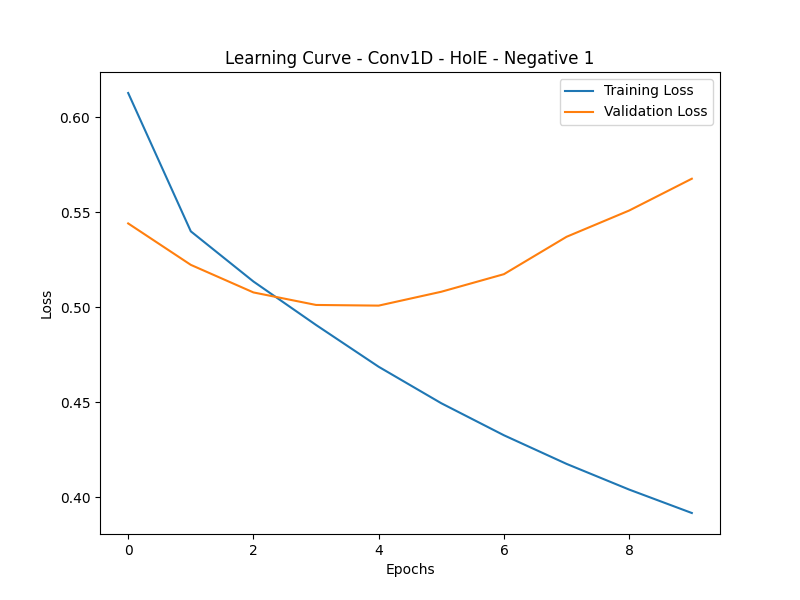 Learning Curve - Conv1D - HolE - Negative 1
Training Loss
Validation Loss
0.60
0.55
0.50
0.45
0.40
Loss
0 2 4 6 8
Epochs